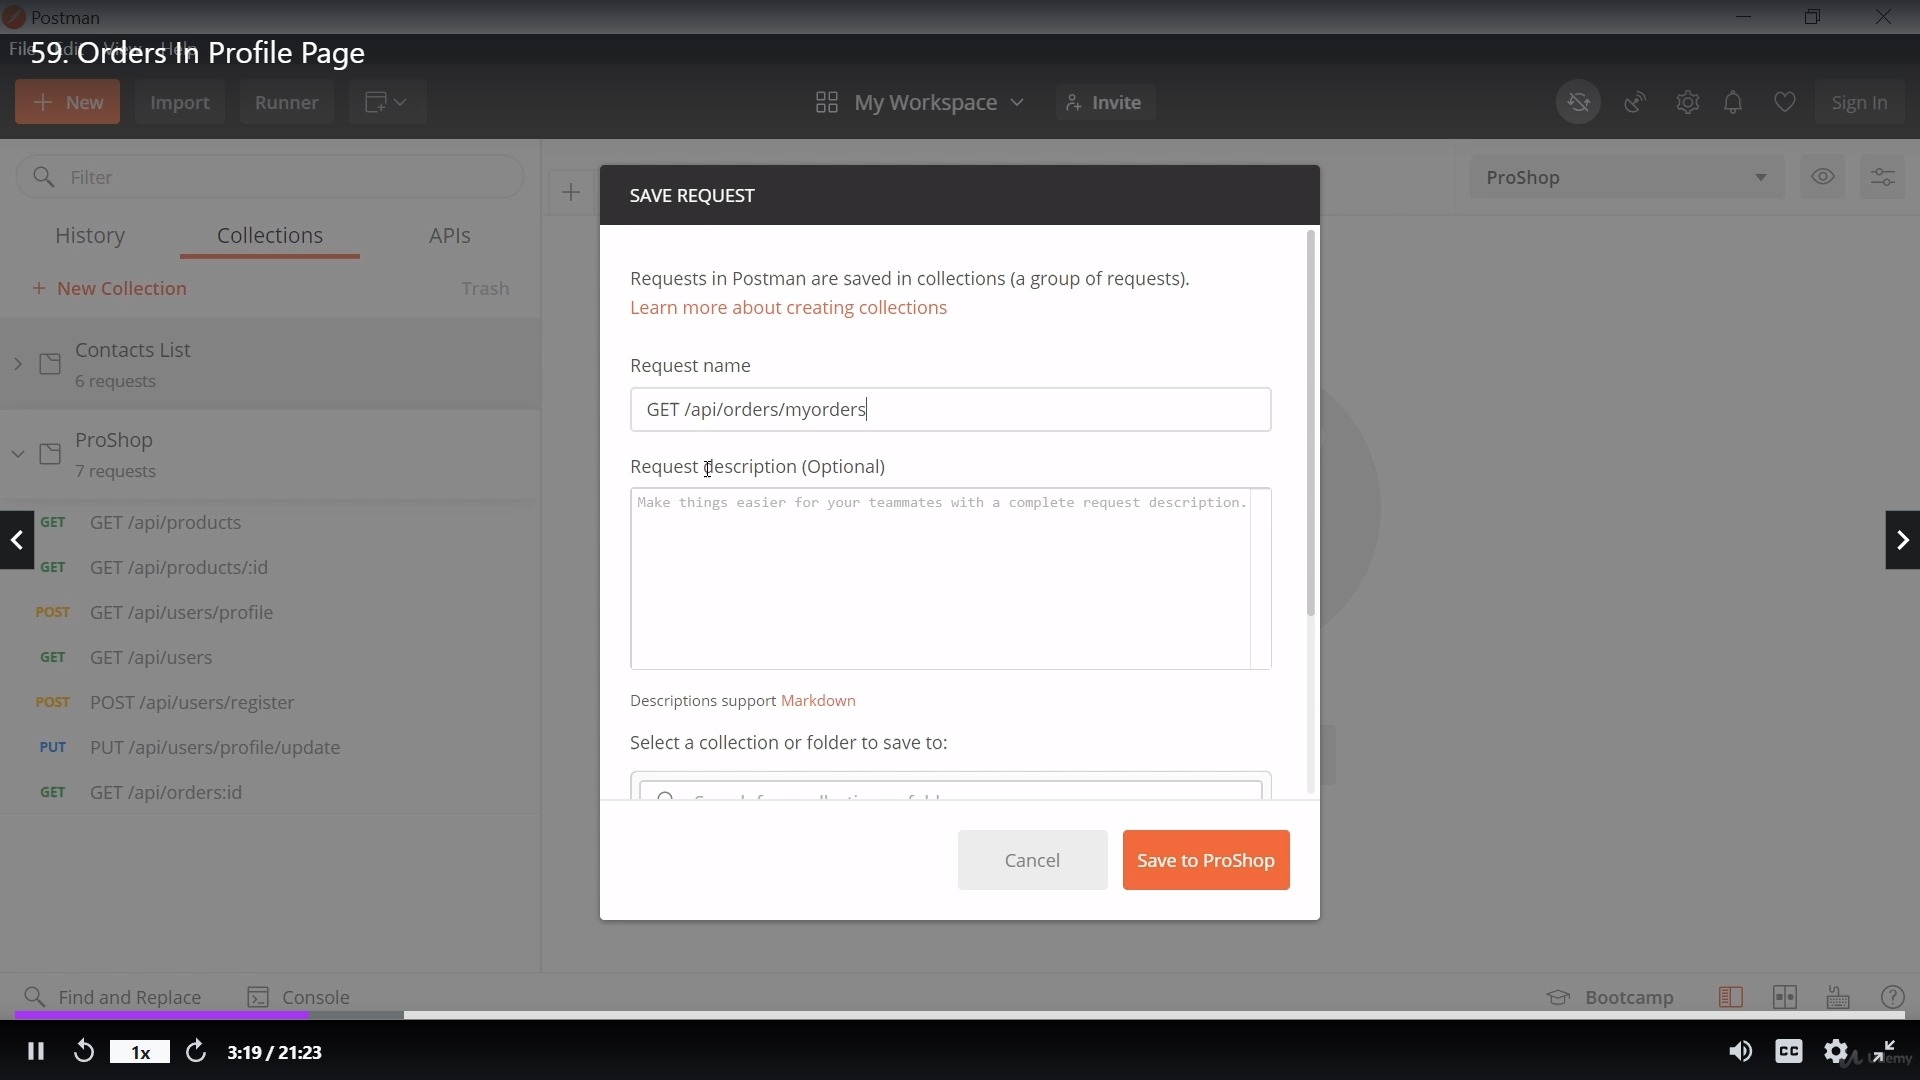 Postman
59. Orders In Profile Page
File Edit View Help
New
Import
Runner
My Workspace
Invite
Sign In
Filter
ProShop
SAVE REQUEST
History
Collections
APIs
New Collection
Trash
Requests in Postman are saved in collections (a group of requests).
Learn more about creating collections
Contacts List
6 requests
Request name
GET /api/orders/myorders
ProShop
7 requests
Request description (Optional)
Make things easier for your teammates with a complete request description.
GET GET /api/products
GET GET /api/products/:id
POST GET /api/users/profile
GET GET /api/users
POST POST /api/users/register
PUT PUT /api/users/profile/update
GET GET /api/orders:id
Descriptions support Markdown
Select a collection or folder to save to:
Cancel
Save to ProShop
Find and Replace
Console
Bootcamp
1x
3:19 / 21:23
CC
Udemy